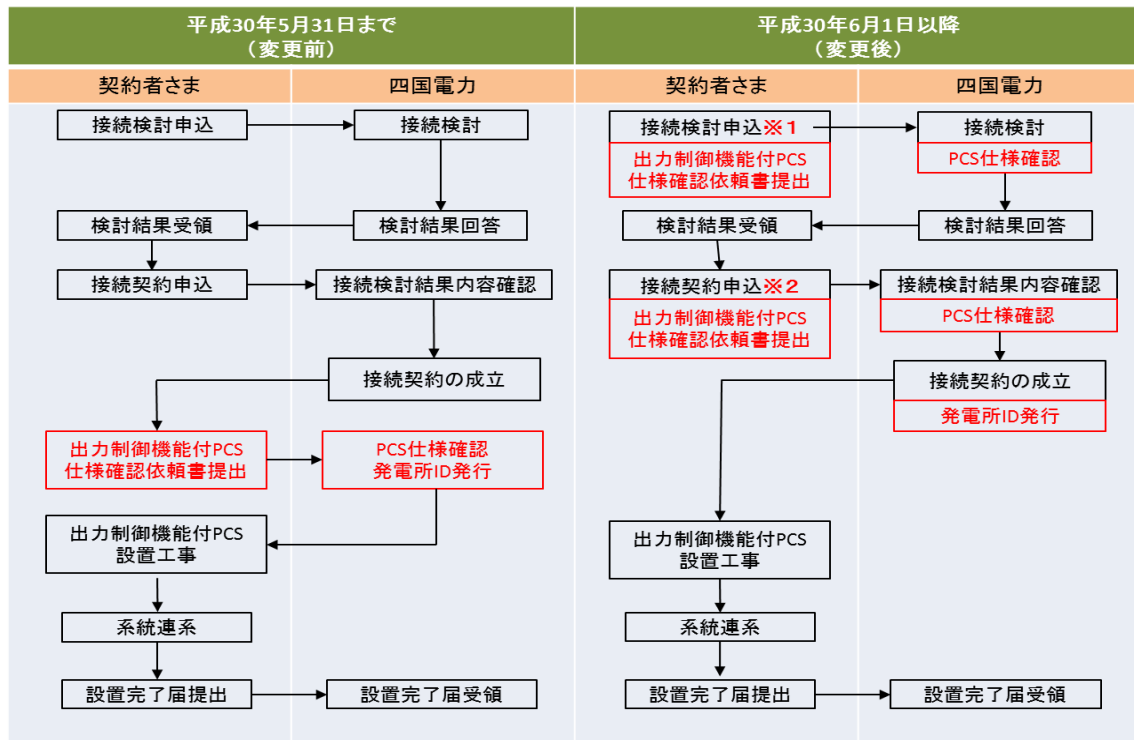 平成30年5月31日まで
（変更前）
平成30年6月1日以降
（変更後）
契約者さま
四国電力
契約者さま
四国電力
接続検討申込
接続検討
検討結果回答
検討結果受領
接続契約申込
接続検討結果内容確認
接続契約の成立
出力制御機能付PCS
仕様確認依頼書提出
PCS仕様確認
発電所ID発行
出力制御機能付PCS
設置工事
系統連系
設置完了届提出
設置完了届受領
接続検討申込※１
出力制御機能付PCS
仕様確認依頼書提出
接続検討
PCS仕様確認
検討結果回答
検討結果受領
接続契約申込※２
出力制御機能付PCS
仕様確認依頼書提出
接続検討結果内容確認
PCS仕様確認
接続契約の成立
発電所ID発行
出力制御機能付PCS
設置工事
系統連系
設置完了届提出
設置完了届受領